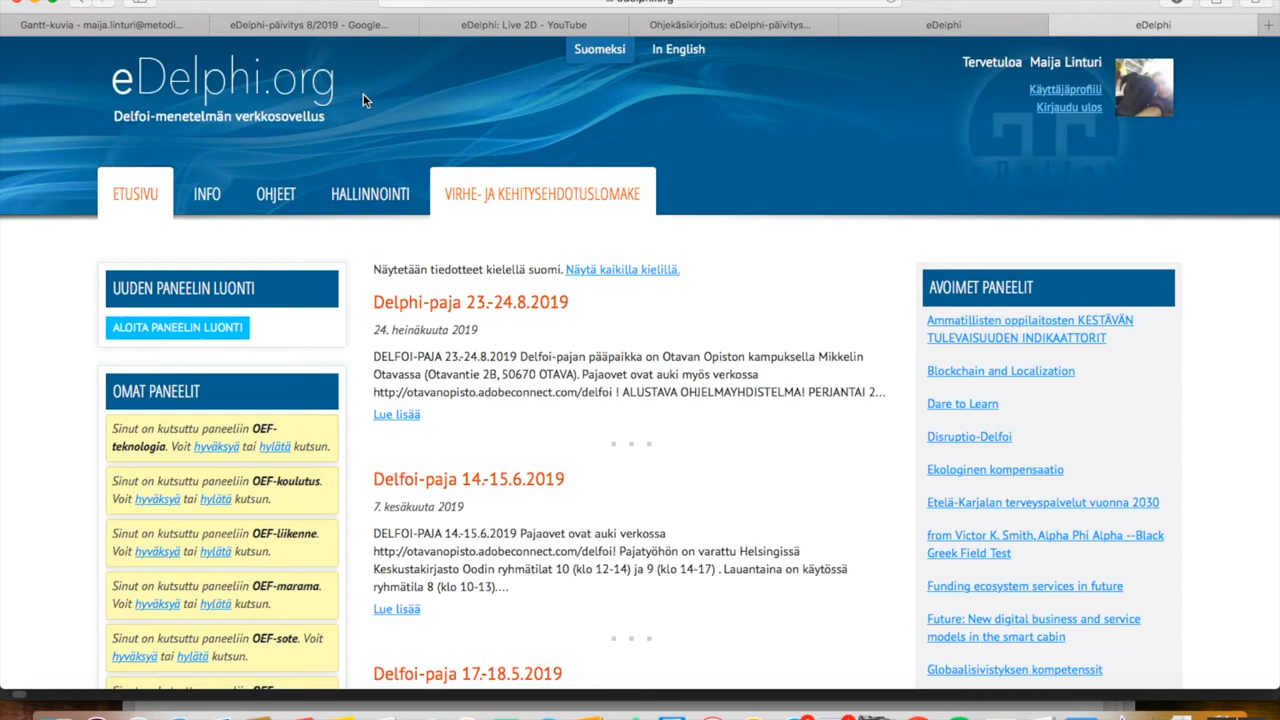 edelphi.org
Gantt-kuvia – maija.linturi@metodi...
eDelphi-päivitys 8/2019 - Google...
eDelphi: Live 2D - YouTube
Ohjekäsikirjoitus: eDelphi-päivitys...
eDelphi
eDelphi
Suomeksi
In English
eDelphi.org
Delfoi-menetelmän verkkosovellus
Tervetuloa Maija Linturi
Käyttäjäprofiili
Kirjaudu ulos
ETUSIVU
INFO
OHJEET
HALLINNOINTI
VIRHE- JA KEHITYSEHDOTUSLOMAKE
UUDEN PANEELIN LUONTI
ALOITA PANEELIN LUONTI
OMAT PANEELIT
Sinut on kutsuttu paneeliin OEF-
teknologia. Voit hyväksyä tai hylätä kutsun.
Sinut on kutsuttu paneeliin OEF-koulutus.
Voit hyväksyä tai hylätä kutsun.
Sinut on kutsuttu paneeliin OEF-liikenne.
Voit hyväksyä tai hylätä kutsun.
Sinut on kutsuttu paneeliin OEF-marama.
Voit hyväksyä tai hylätä kutsun.
Sinut on kutsuttu paneeliin OEF-sote. Voit
hyväksyä tai hylätä kutsun.
Näytetään tiedotteet kielellä suomi. Näytä kaikilla kielillä.
Delphi-paja 23.-24.8.2019
24. heinäkuuta 2019
DELFOI-PAJA 23.-24.8.2019 Delfoi-pajan pääpaikka on Otavan Opiston kampuksella Mikkelin
Otavassa (Otavantie 2B, 50670 OTAVA). Pajaovet ovat auki myös verkossa
http://otavanopisto.adobeconnect.com/delfoi ! ALUSTAVA OHJELMAYHDISTELMA! PERJANTAI 2...
Lue lisää
Delfoi-paja 14.-15.6.2019
7. kesäkuuta 2019
DELFOI-PAJA 14.-15.6.2019 Pajaovet ovat auki verkossa
http://otavanopisto.adobeconnect.com/delfoi! Pajatyöhön on varattu Helsingissä
Keskustakirjasto Oodin ryhmätilat 10 (klo 12-14) ja 9 (klo 14-17) . Lauantaina on käytössä
ryhmätila 8 (klo 10-13)....
Lue lisää
Delfoi-paja 17.-18.5.2019
AVOIMET PANEELIT
Ammatillisten oppilaitosten KESTÄVÄN
TULEVAISUUDEN INDIKAATTORIT
Blockchain and Localization
Dare to Learn
Disruptio-Delfoi
Ekologinen kompensaatio
Etelä-Karjalan terveyspalvelut vuonna 2030
from Victor K. Smith, Alpha Phi Alpha --Black
Greek Field Test
Funding ecosystem services in future
Future: New digital business and service
models in the smart cabin
Globaalisivistyksen kompetenssit